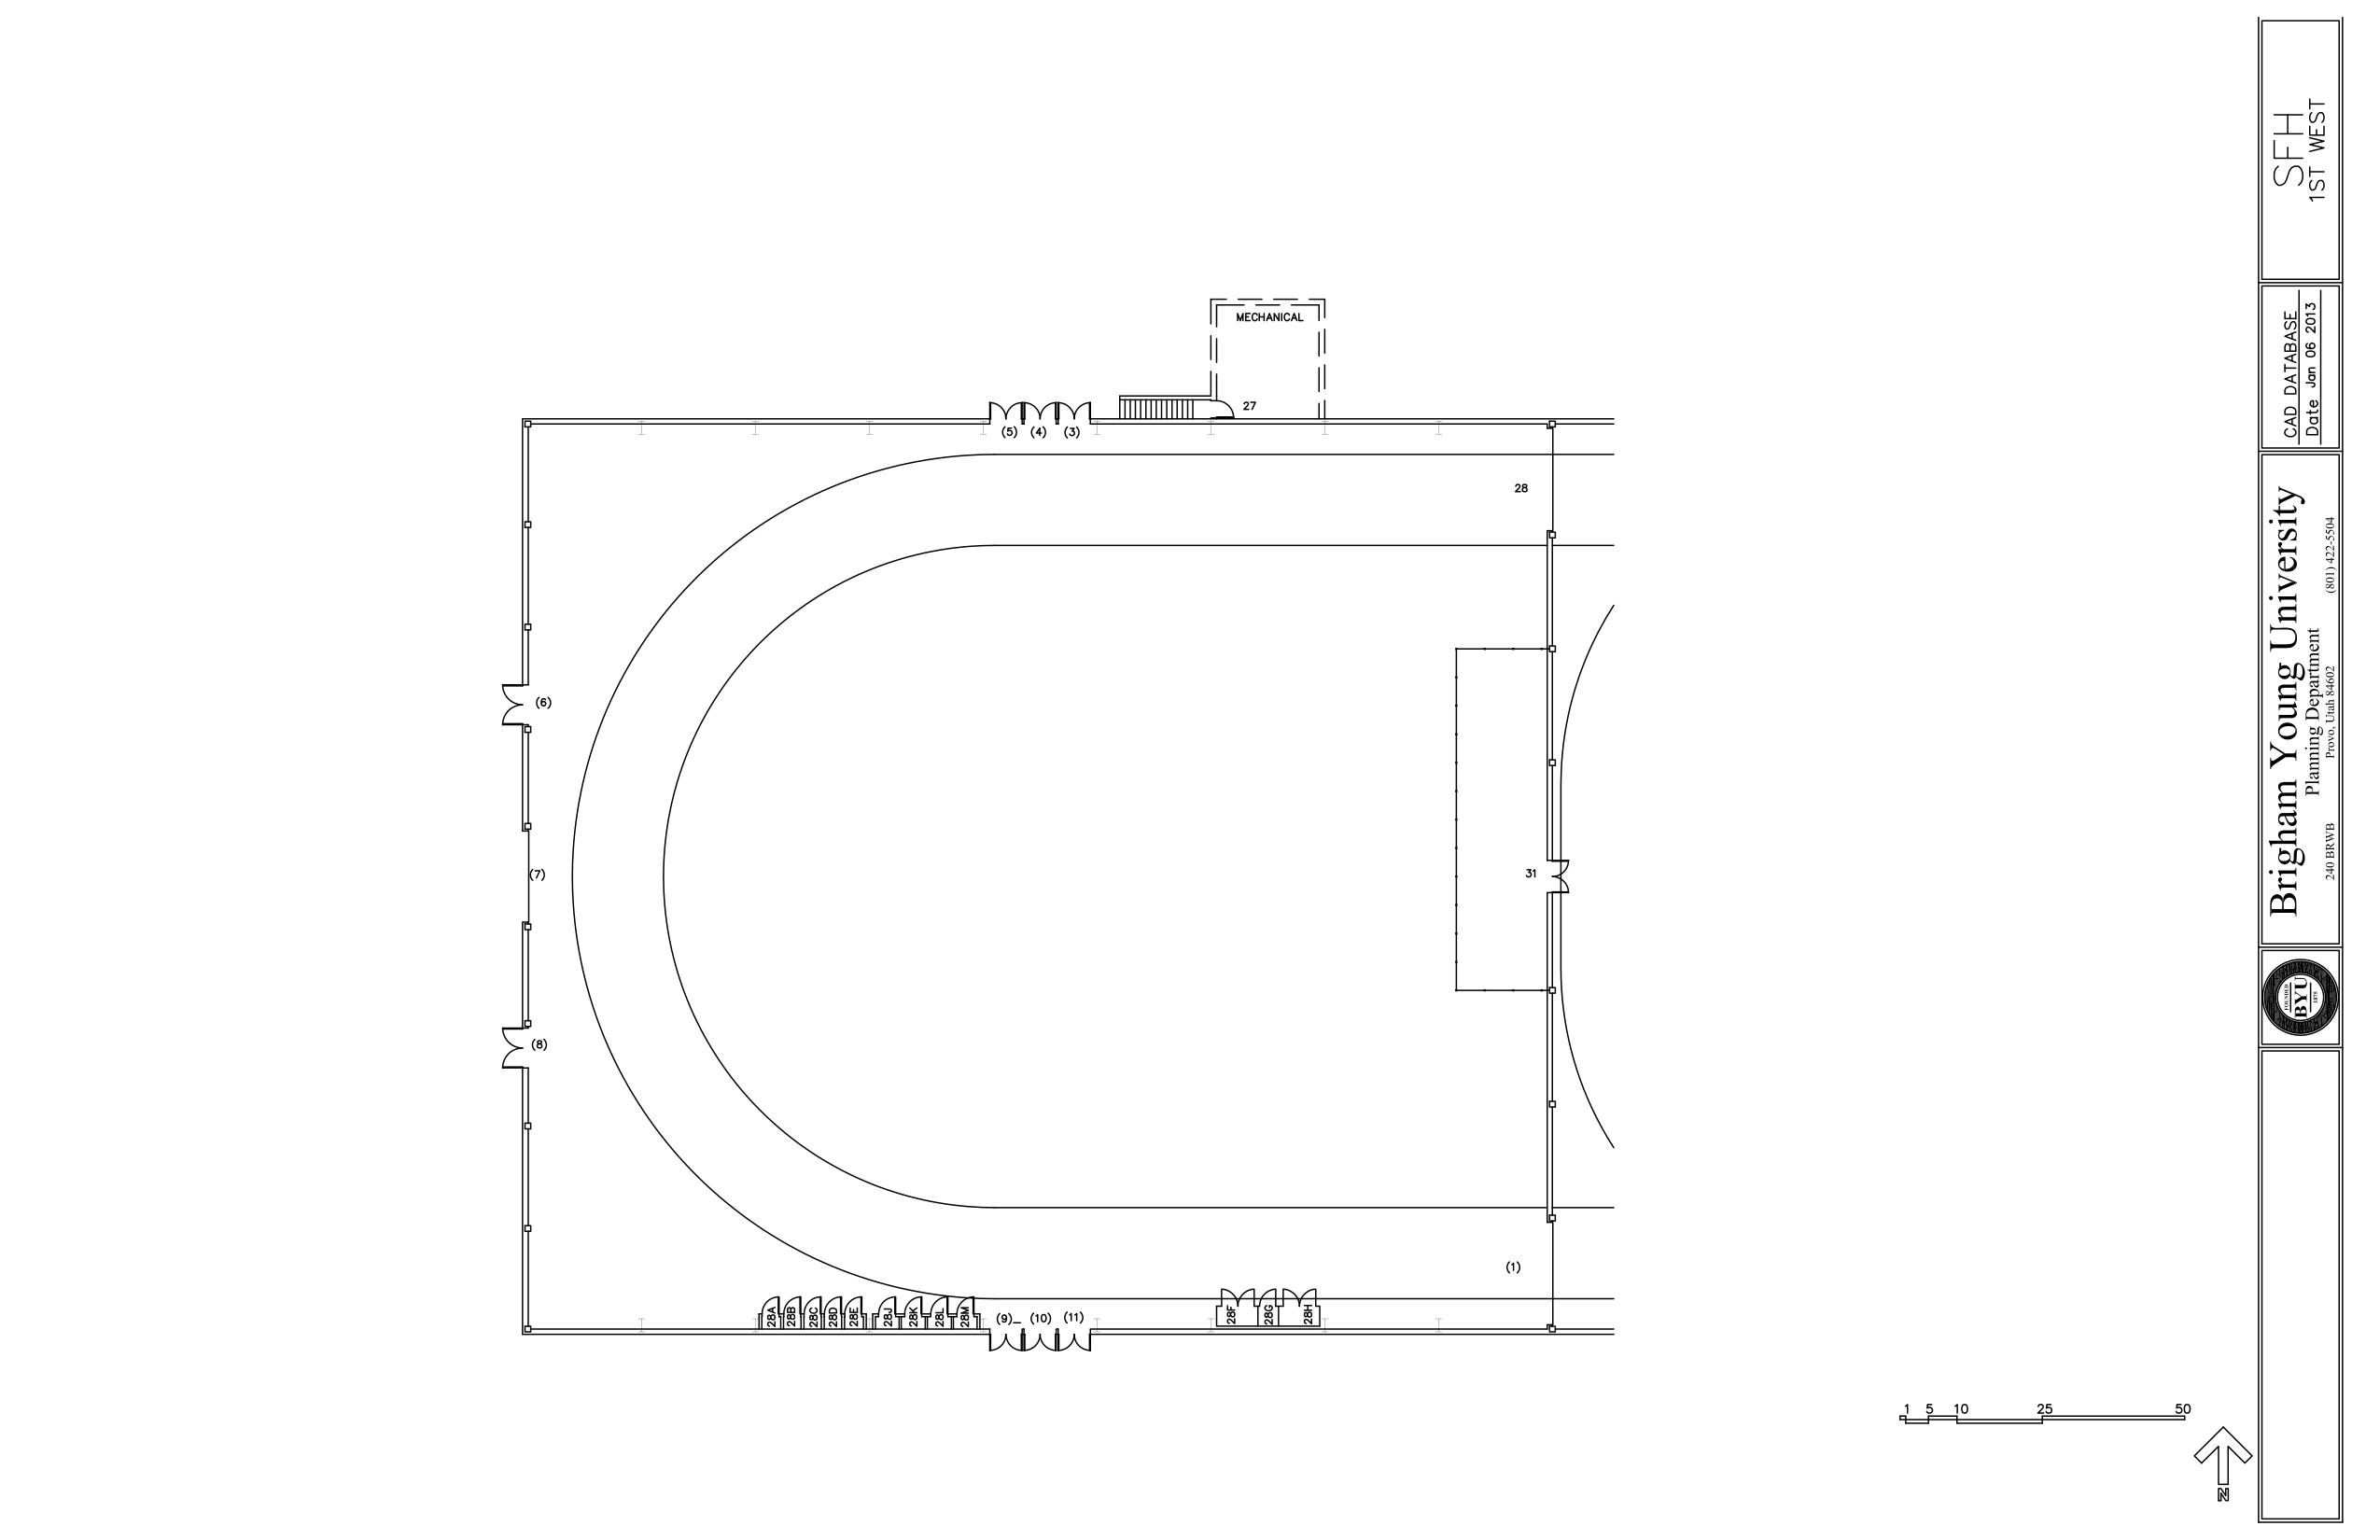 MECHANICAL
27
(5) (4) (3)
28
(6)
(7)
31
(8)
(1)
28A 28B 28C 28D 28E 28J 28K 28L 28M
(9)_ (10) (11)
28F 28G 28H
1 5 10 25 50
N
SFH
1ST WEST
CAD DATABASE
Date Jan 06 2013
Brigham Young University
Planning Department
240 BRWB Provo, Utah 84602 (801) 422-5504
FOUNDED
BYU
1875